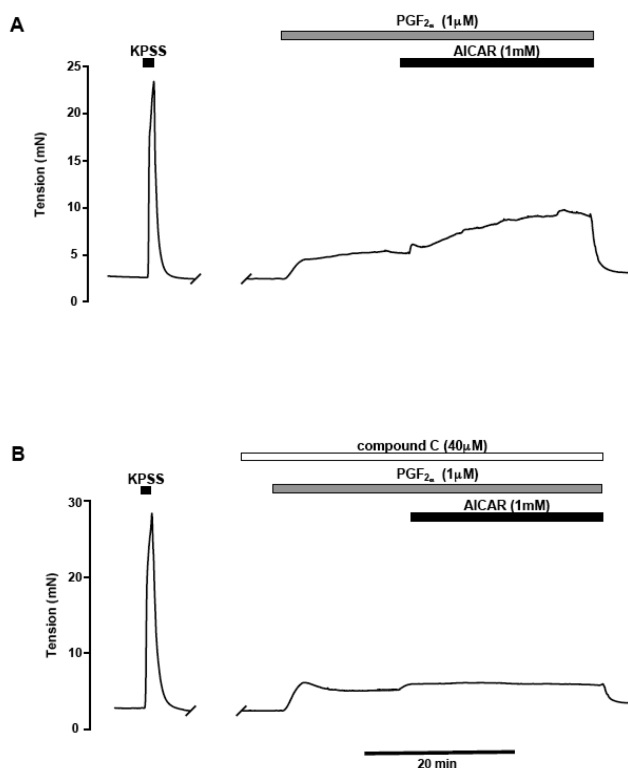 A
PGF2α (1μM)
KPSS
AICAR (1mM)
25
20
15
10
5
0
Tension (mN)
B
compound C (40μM)
KPSS
PGF2α (1μM)
AICAR (1mM)
30
20
10
0
Tension (mN)
20 min